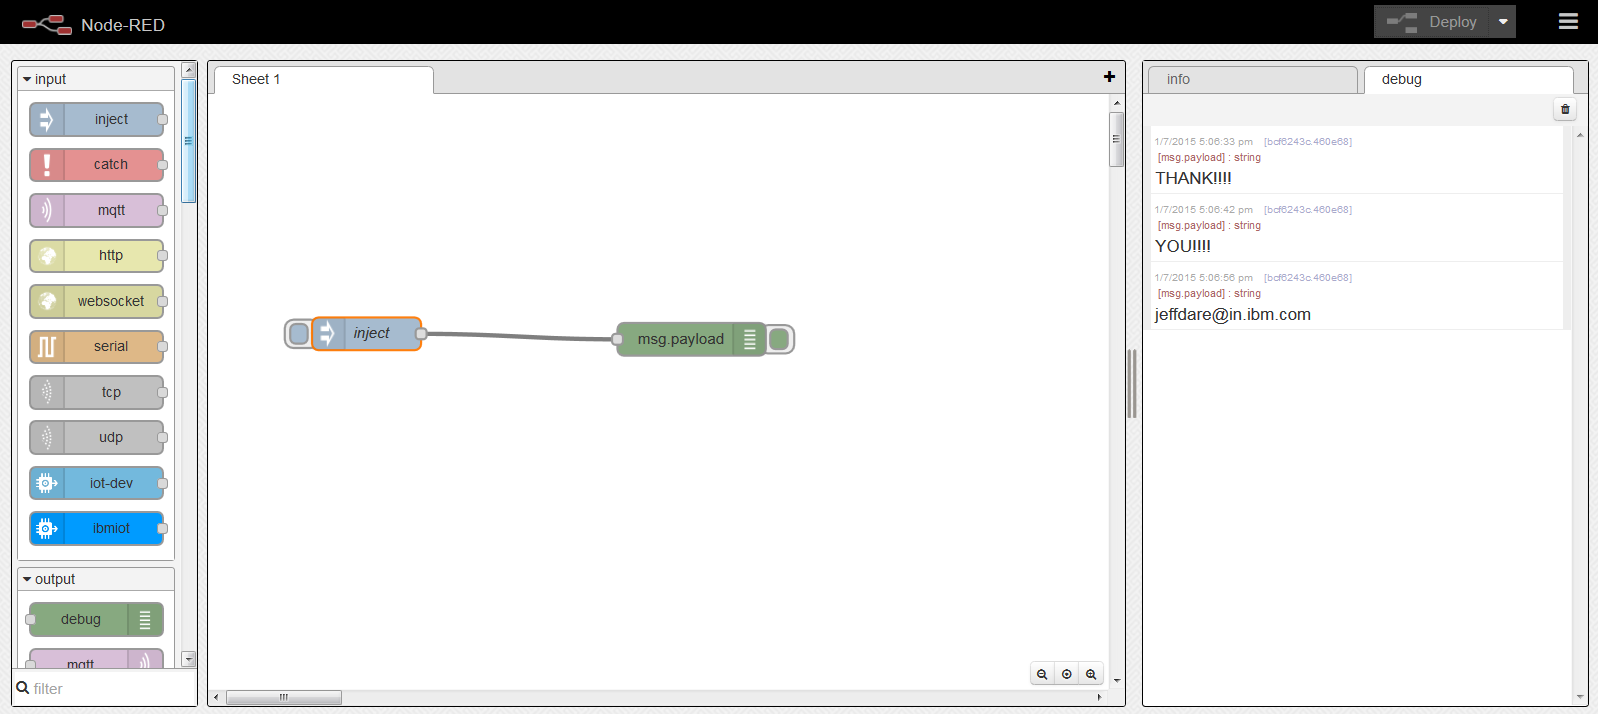 Node-RED
Deploy
input
inject
catch
mqtt
http
websocket
serial
tcp
udp
iot-dev
ibmiot
output
debug
mqtt
filter
Sheet 1
inject
msg.payload
info
debug
1/7/2015 5:06:33 pm [bcf6243c.460e68]
[msg.payload] : string
THANK!!!!
1/7/2015 5:06:42 pm [bcf6243c.460e68]
[msg.payload] : string
YOU!!!!
1/7/2015 5:06:56 pm [bcf6243c.460e68]
[msg.payload] : string
jeffdare@in.ibm.com